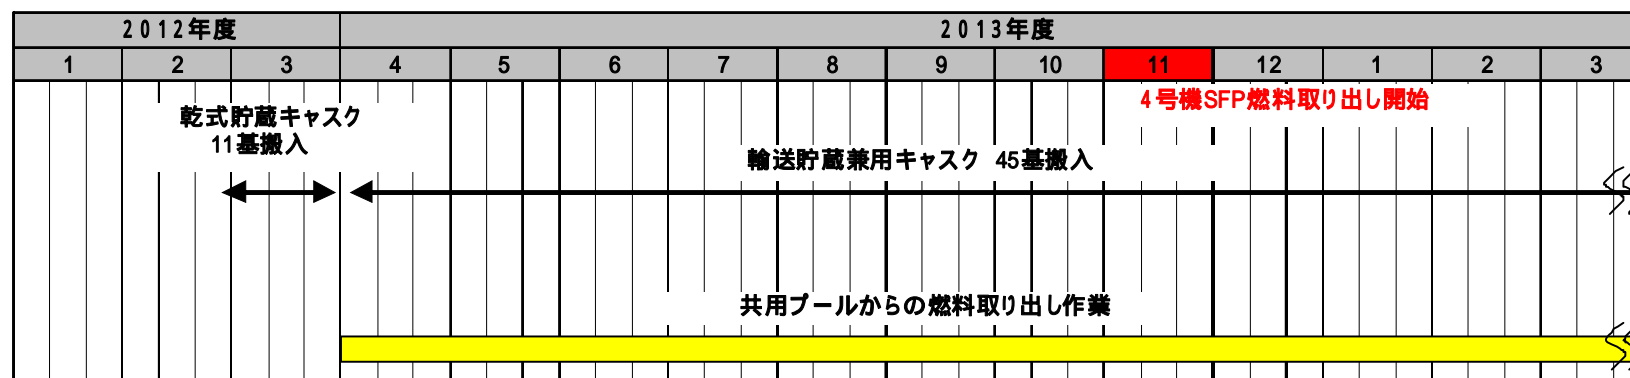 2012年度 2013年度
1 2 3 4 5 6 7 8 9 10 11 12 1 2 3
4号機SFP燃料取り出し開始
乾式貯蔵キャスク
11基搬入
輸送貯蔵兼用キャスク 45基搬入
共用プールからの燃料取り出し作業